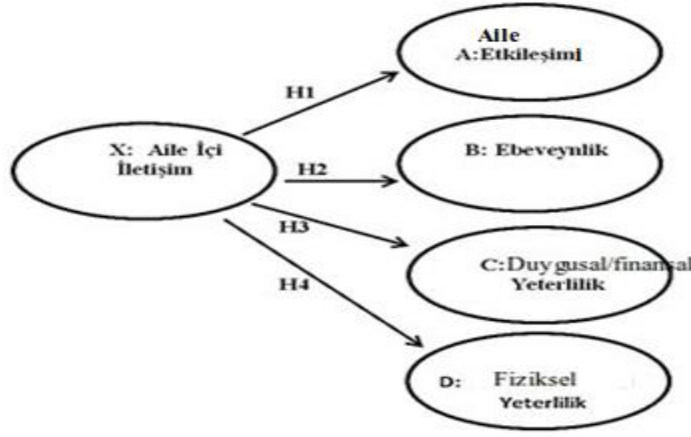 Aile
A:Etkileşimi
H1
X: Aile İçi
İletişim
B: Ebeveynlik
H2
H3
C:Duygusal/finansal
Yeterlilik
H4
D: Fiziksel
Yeterlilik